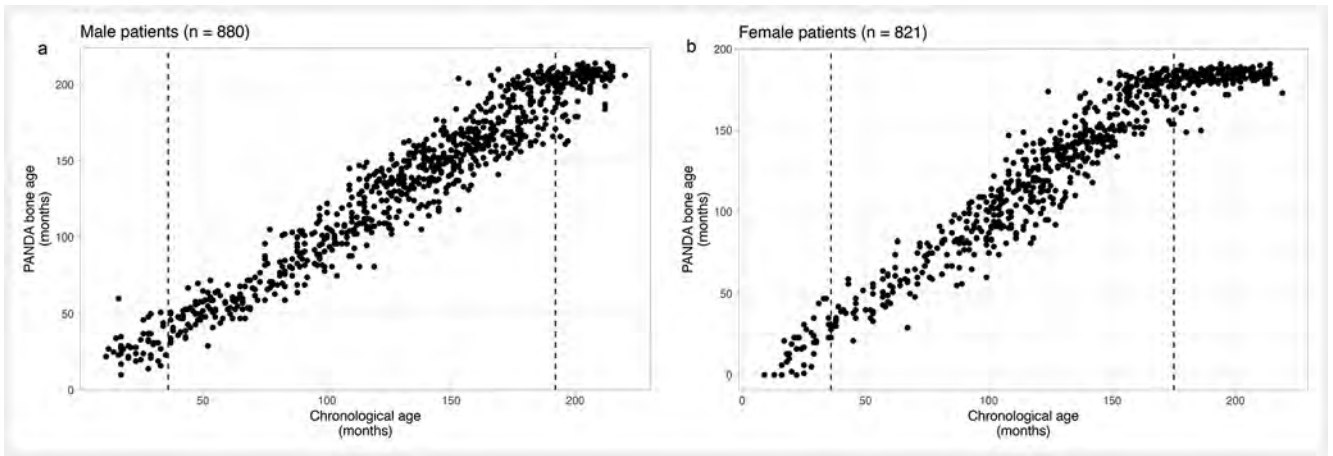 a
Male patients (n = 880)
200
150
100
50
0
50
100
150
200
PANDA bone age
(months)
Chronological age
(months)
b
Female patients (n = 821)
200
150
100
50
0
0
50
100
150
200
PANDA bone age
(months)
Chronological age
(months)